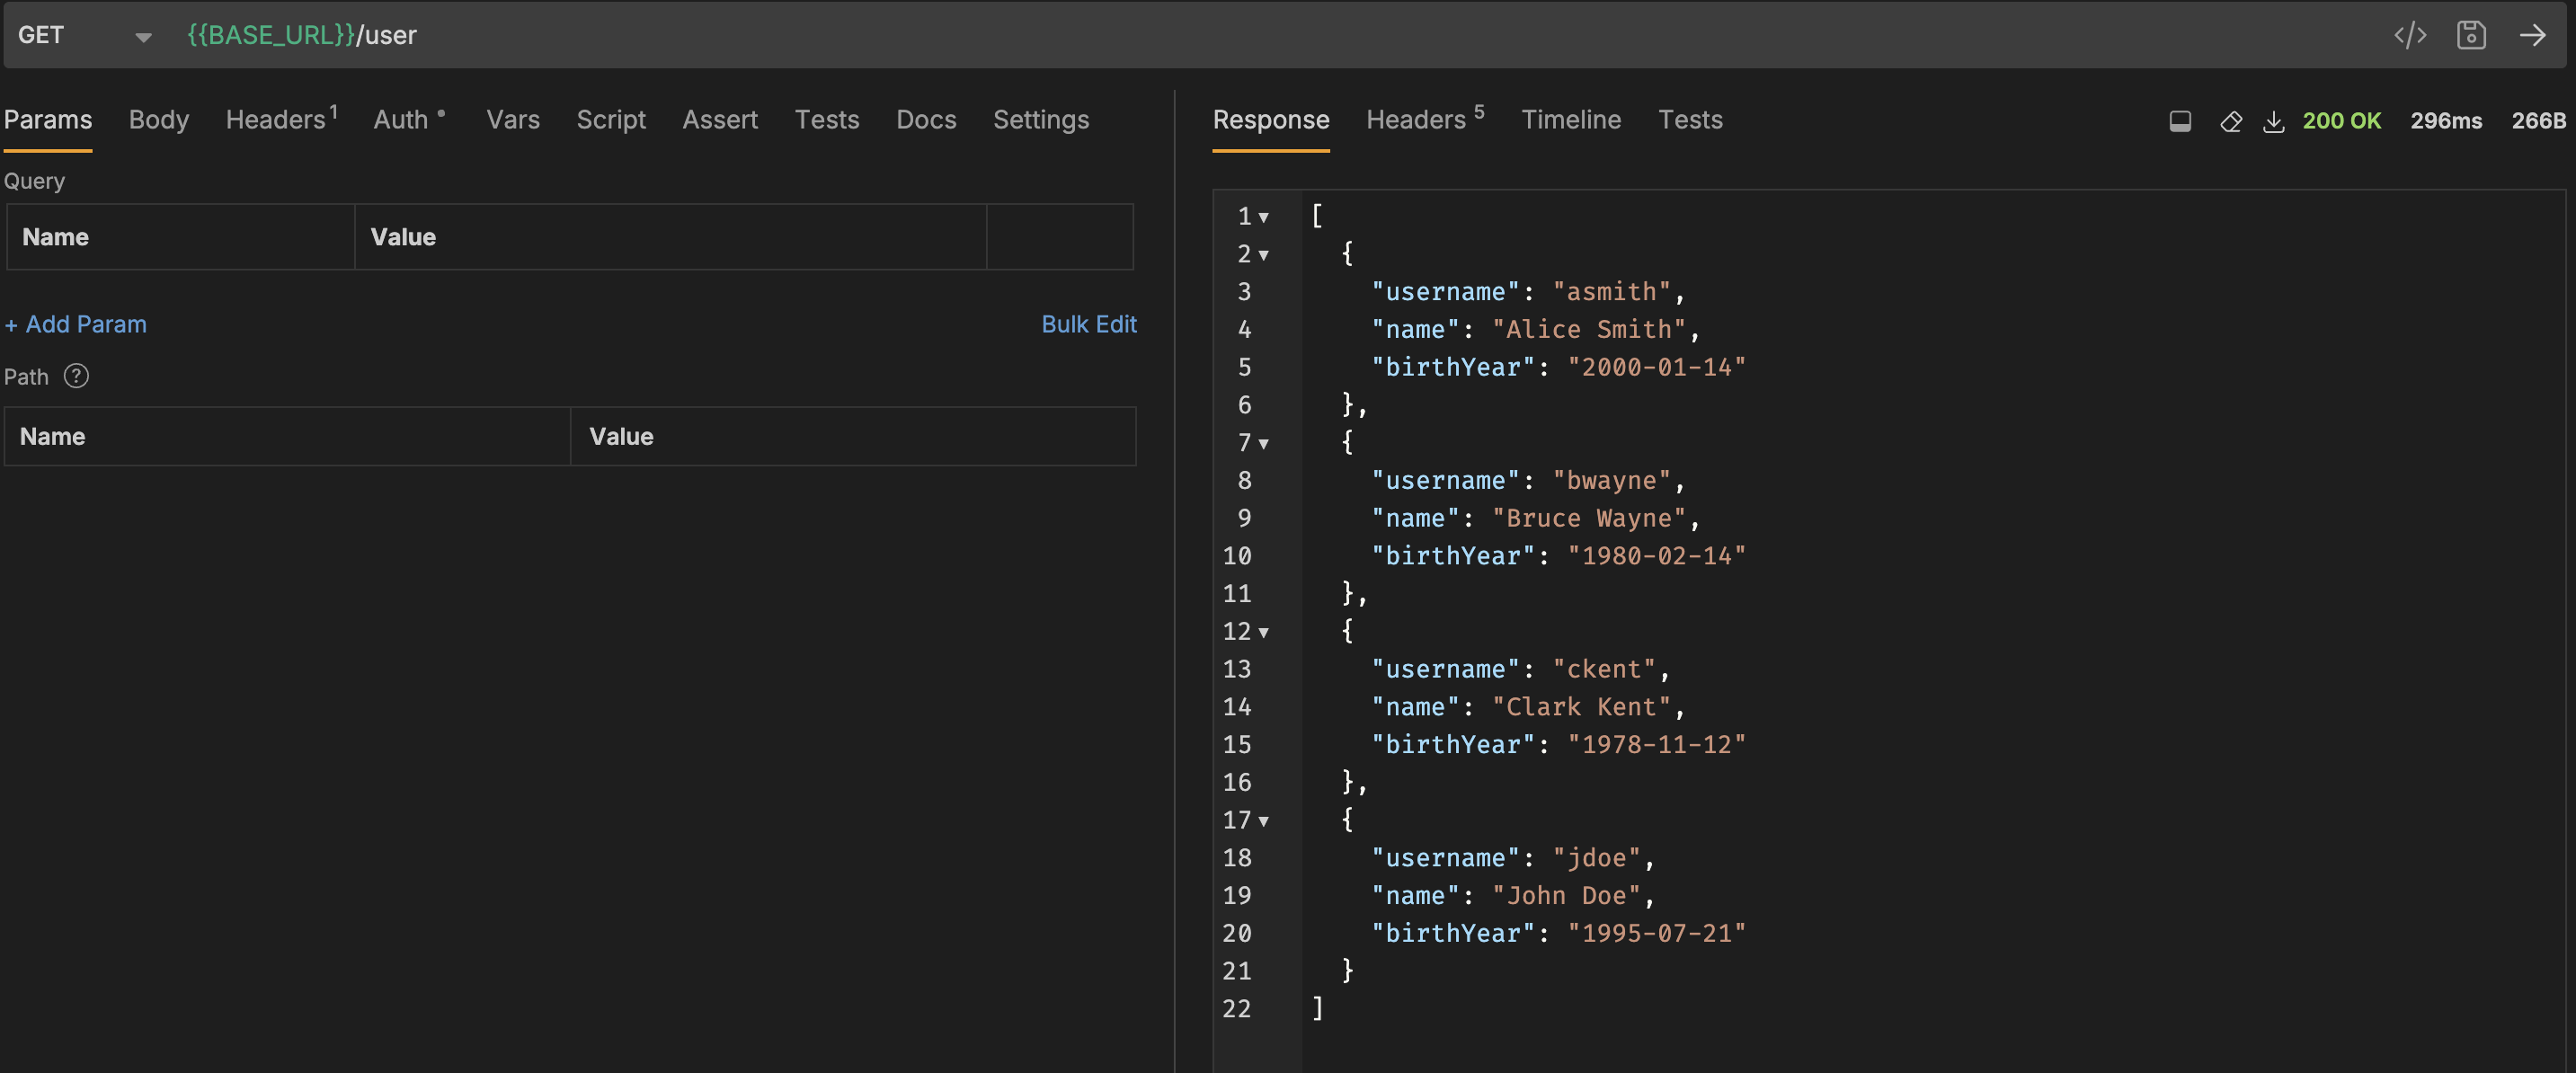 GET {{BASE_URL}}/user </>
Params Body Headers 1 Auth Vars Script Assert Tests Docs Settings
Query
Name Value
+ Add Param Bulk Edit
Path ?
Name Value
Response Headers 5 Timeline Tests 200 OK 296ms 266B
1 [
2 {
3 "username": "asmith",
4 "name": "Alice Smith",
5 "birthYear": "2000-01-14"
6 },
7 {
8 "username": "bwayne",
9 "name": "Bruce Wayne",
10 "birthYear": "1980-02-14"
11 },
12 {
13 "username": "ckent",
14 "name": "Clark Kent",
15 "birthYear": "1978-11-12"
16 },
17 {
18 "username": "jdoe",
19 "name": "John Doe",
20 "birthYear": "1995-07-21"
21 }
22 ]